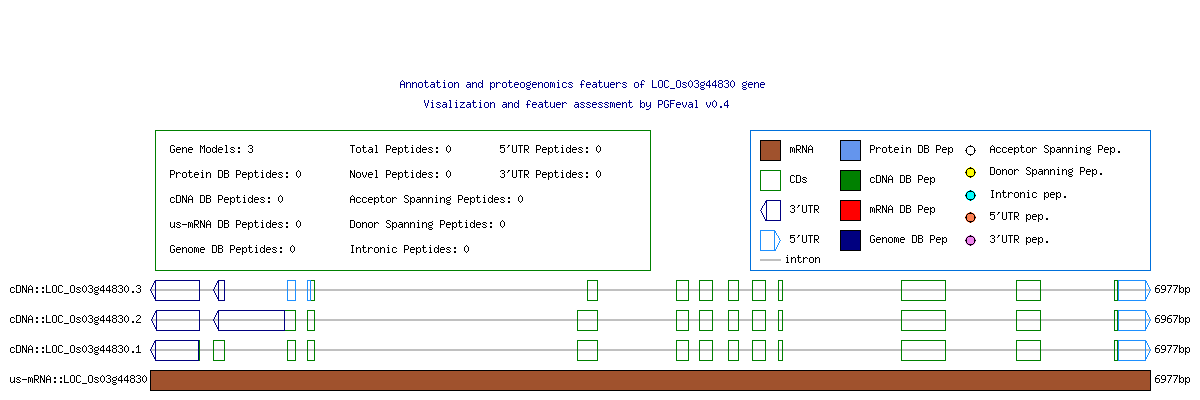 Annotation and proteogenomics featuers of LOC_Os03g44830 gene
Visalization and featuer assessment by PGFeval v0.4
Gene Models: 3 Total Peptides: 0 5'UTR Peptides: 0
Protein DB Peptides: 0 Novel Peptides: 0 3'UTR Peptides: 0
cDNA DB Peptides: 0 Acceptor Spanning Peptides: 0
us-mRNA DB Peptides: 0 Donor Spanning Peptides: 0
Genome DB Peptides: 0 Intronic Peptides: 0
mRNA Protein DB Pep Acceptor Spanning Pep.
CDs cDNA DB Pep Donor Spanning Pep.
3'UTR mRNA DB Pep Intronic pep.
5'UTR Genome DB Pep 5'UTR pep.
intron 3'UTR pep.
cDNA::LOC_Os03g44830.3 6977bp
cDNA::LOC_Os03g44830.2 6967bp
cDNA::LOC_Os03g44830.1 6977bp
us-mRNA::LOC_Os03g44830 6977bp